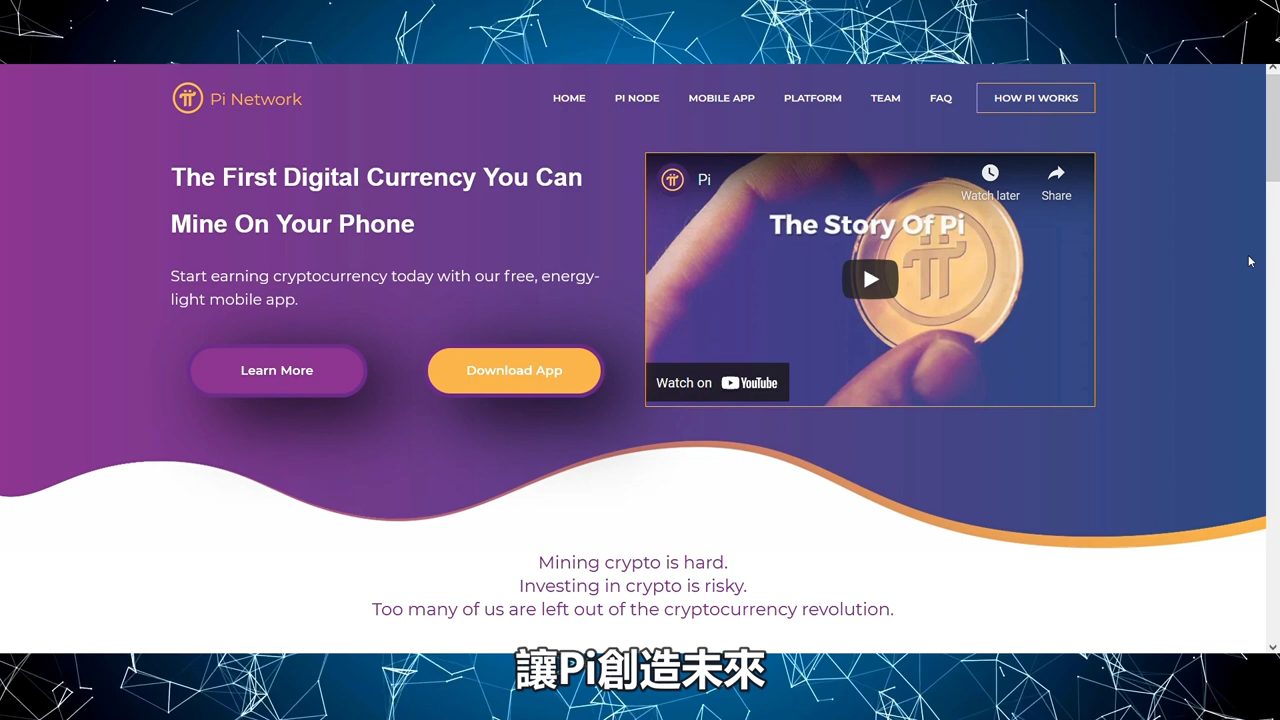 Pi Network
HOME
PI NODE
MOBILE APP
PLATFORM
TEAM
FAQ
HOW PI WORKS
The First Digital Currency You Can
Mine On Your Phone
Start earning cryptocurrency today with our free, energy-
light mobile app.
Learn More
Download App
Pi
Watch later
Share
The Story Of Pi
Watch on YouTube
Mining crypto is hard.
Investing in crypto is risky.
Too many of us are left out of the cryptocurrency revolution.
讓Pi創造未來